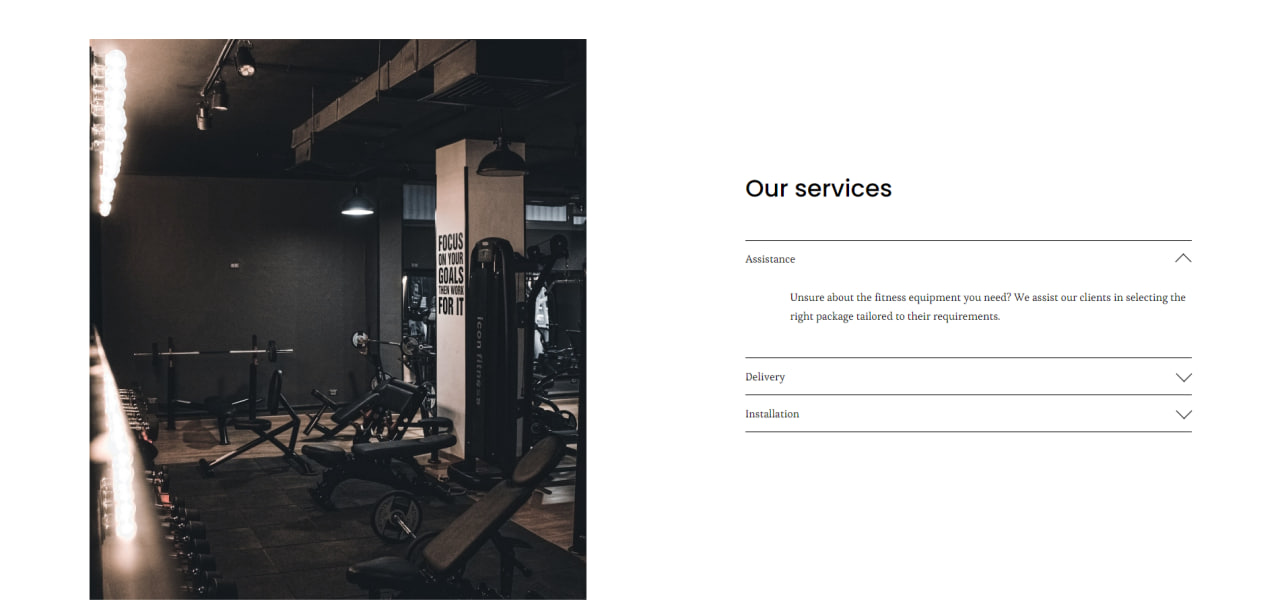 FOCUS
ON YOUR
GOALS
THEN WORK
FOR IT
icon fitness
Our services
Assistance
Unsure about the fitness equipment you need? We assist our clients in selecting the
right package tailored to their requirements.
Delivery
Installation